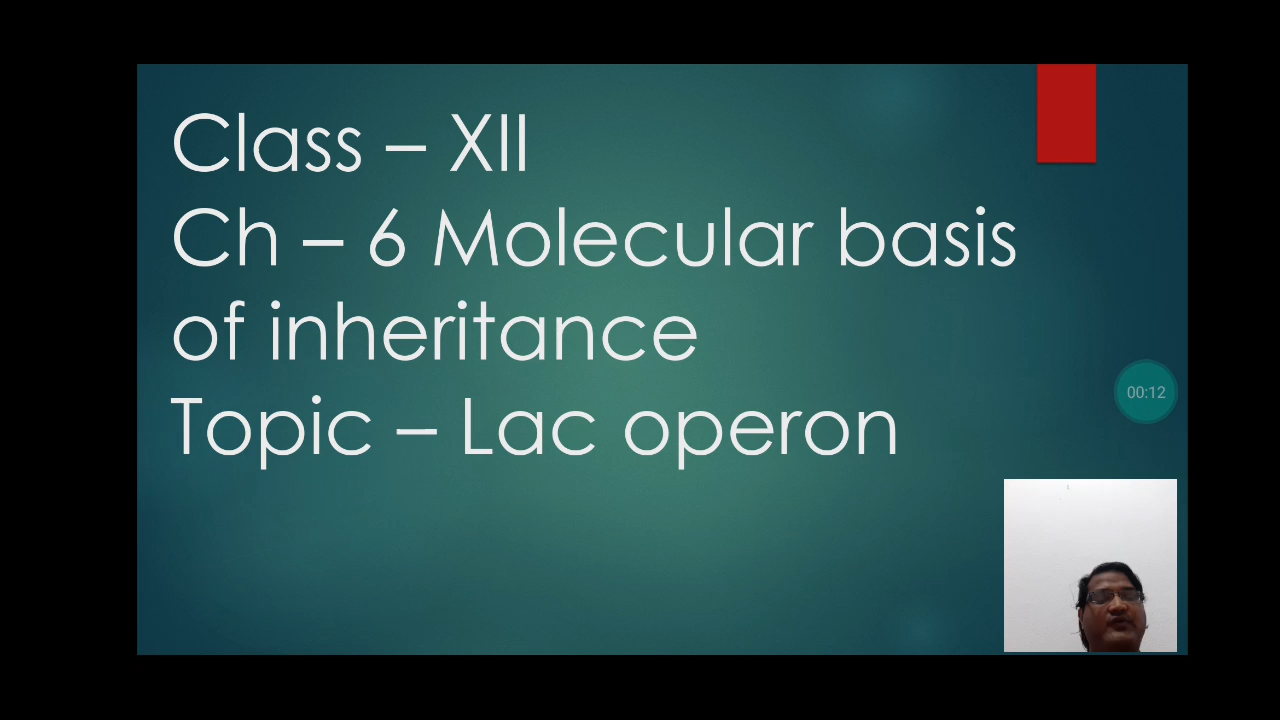 Class – XII
Ch – 6 Molecular basis
of inheritance
Topic – Lac operon
00:12